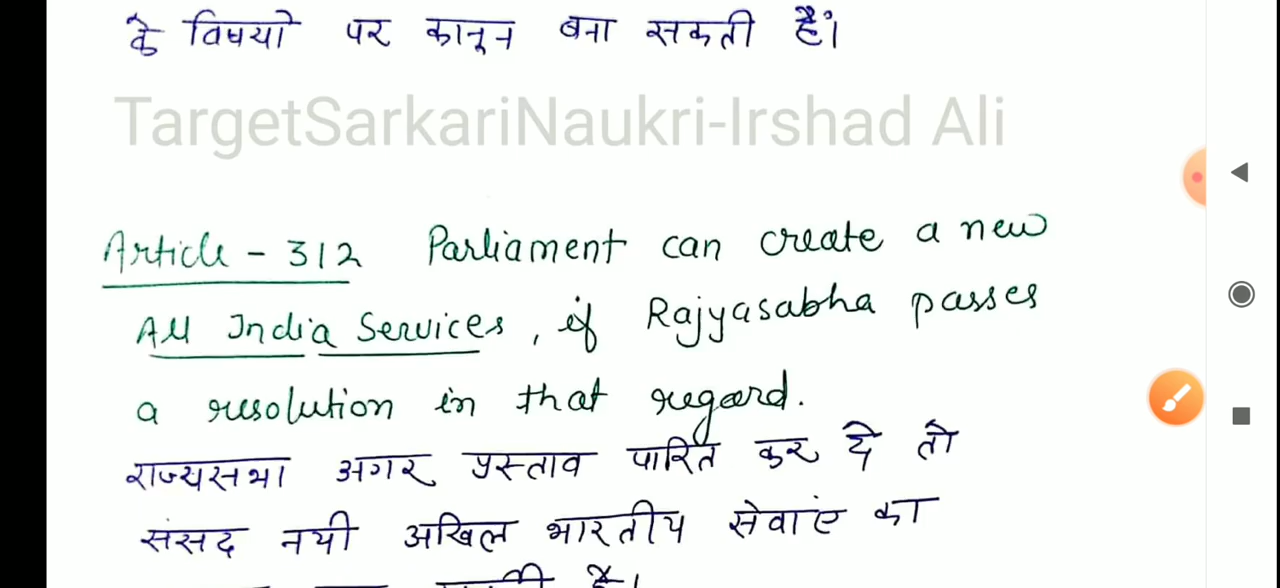 के विषयो पर कानून बना सकती हैं।
TargetSarkariNaukri-Irshad Ali
Article - 312 Parliament can create a new
All India Services, if Rajyasabha passes
a resolution in that regard.
राज्यसभा अगर प्रस्ताव पारित कर दे तो
संसद नयी अखिल भारतीय सेवाएं का
है।